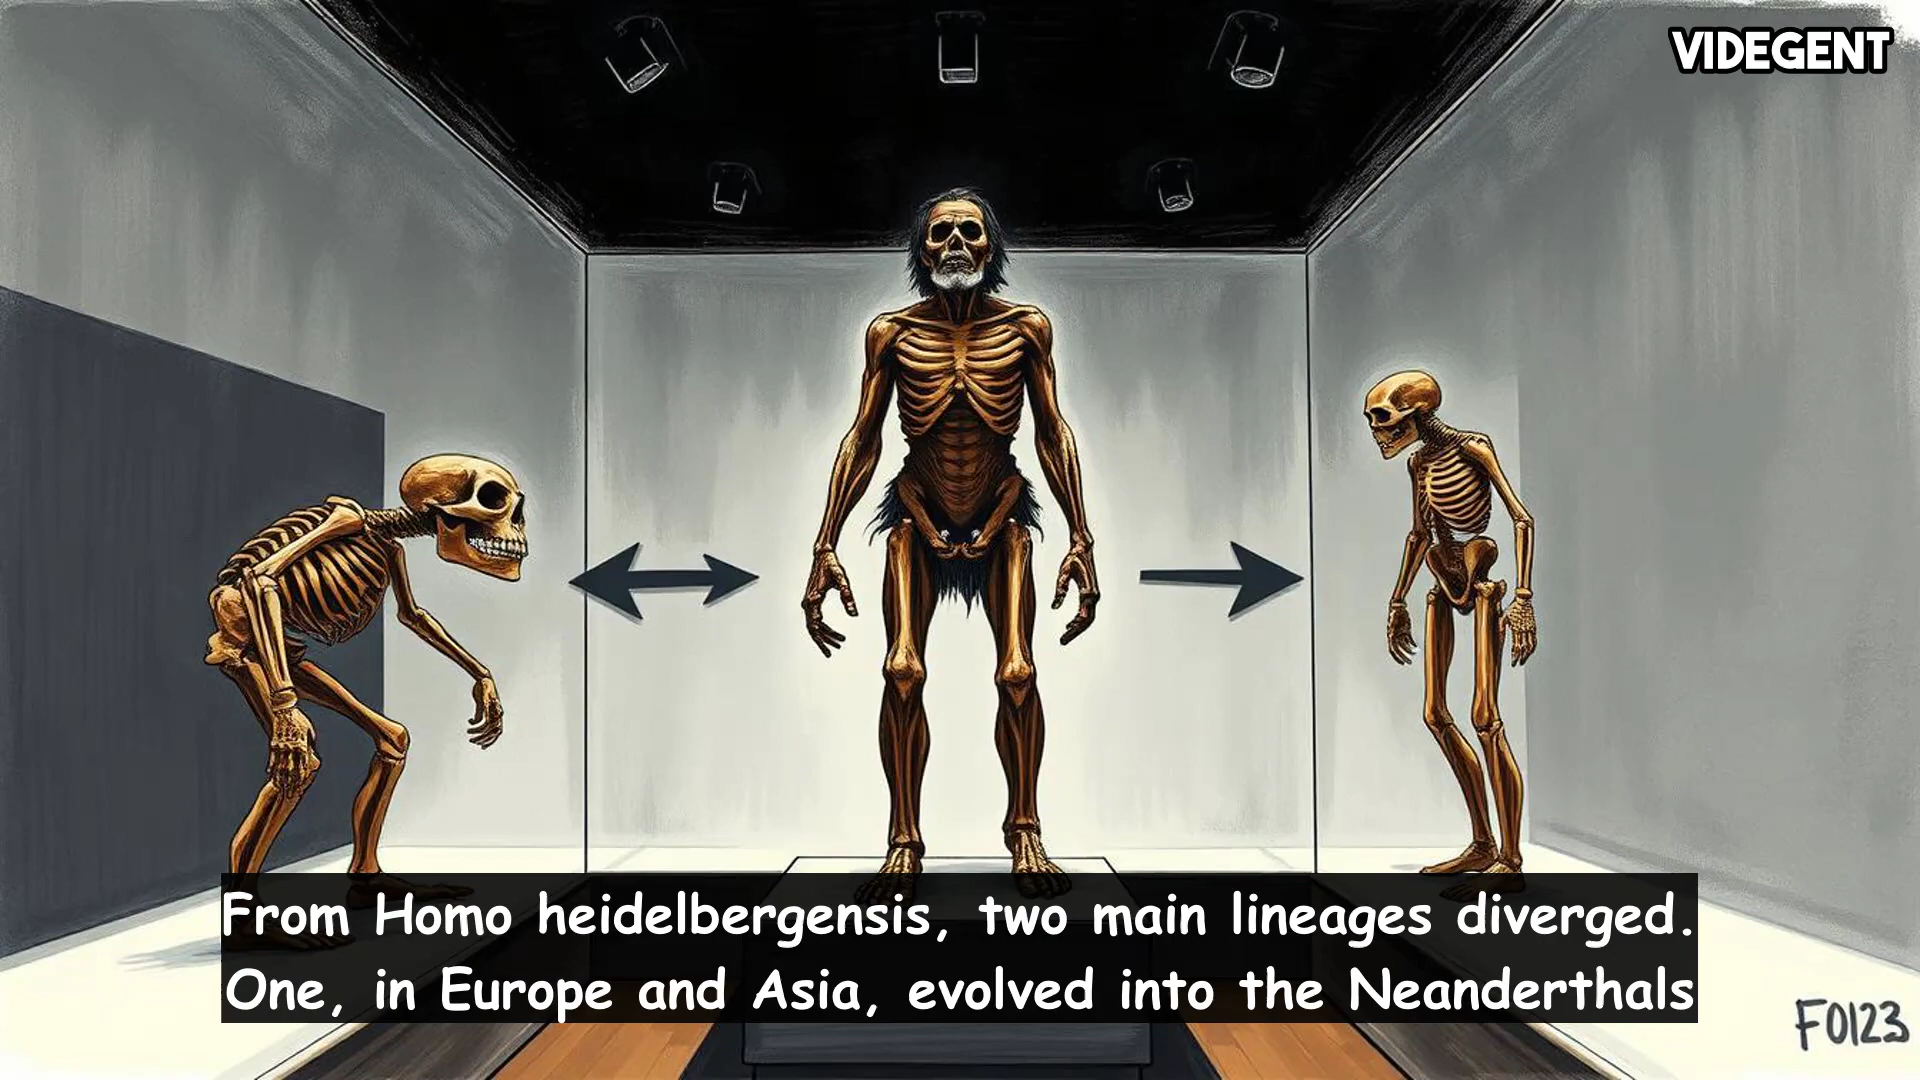 VIDEGENT
From Homo heidelbergensis, two main lineages diverged.
One, in Europe and Asia, evolved into the Neanderthals
F0123